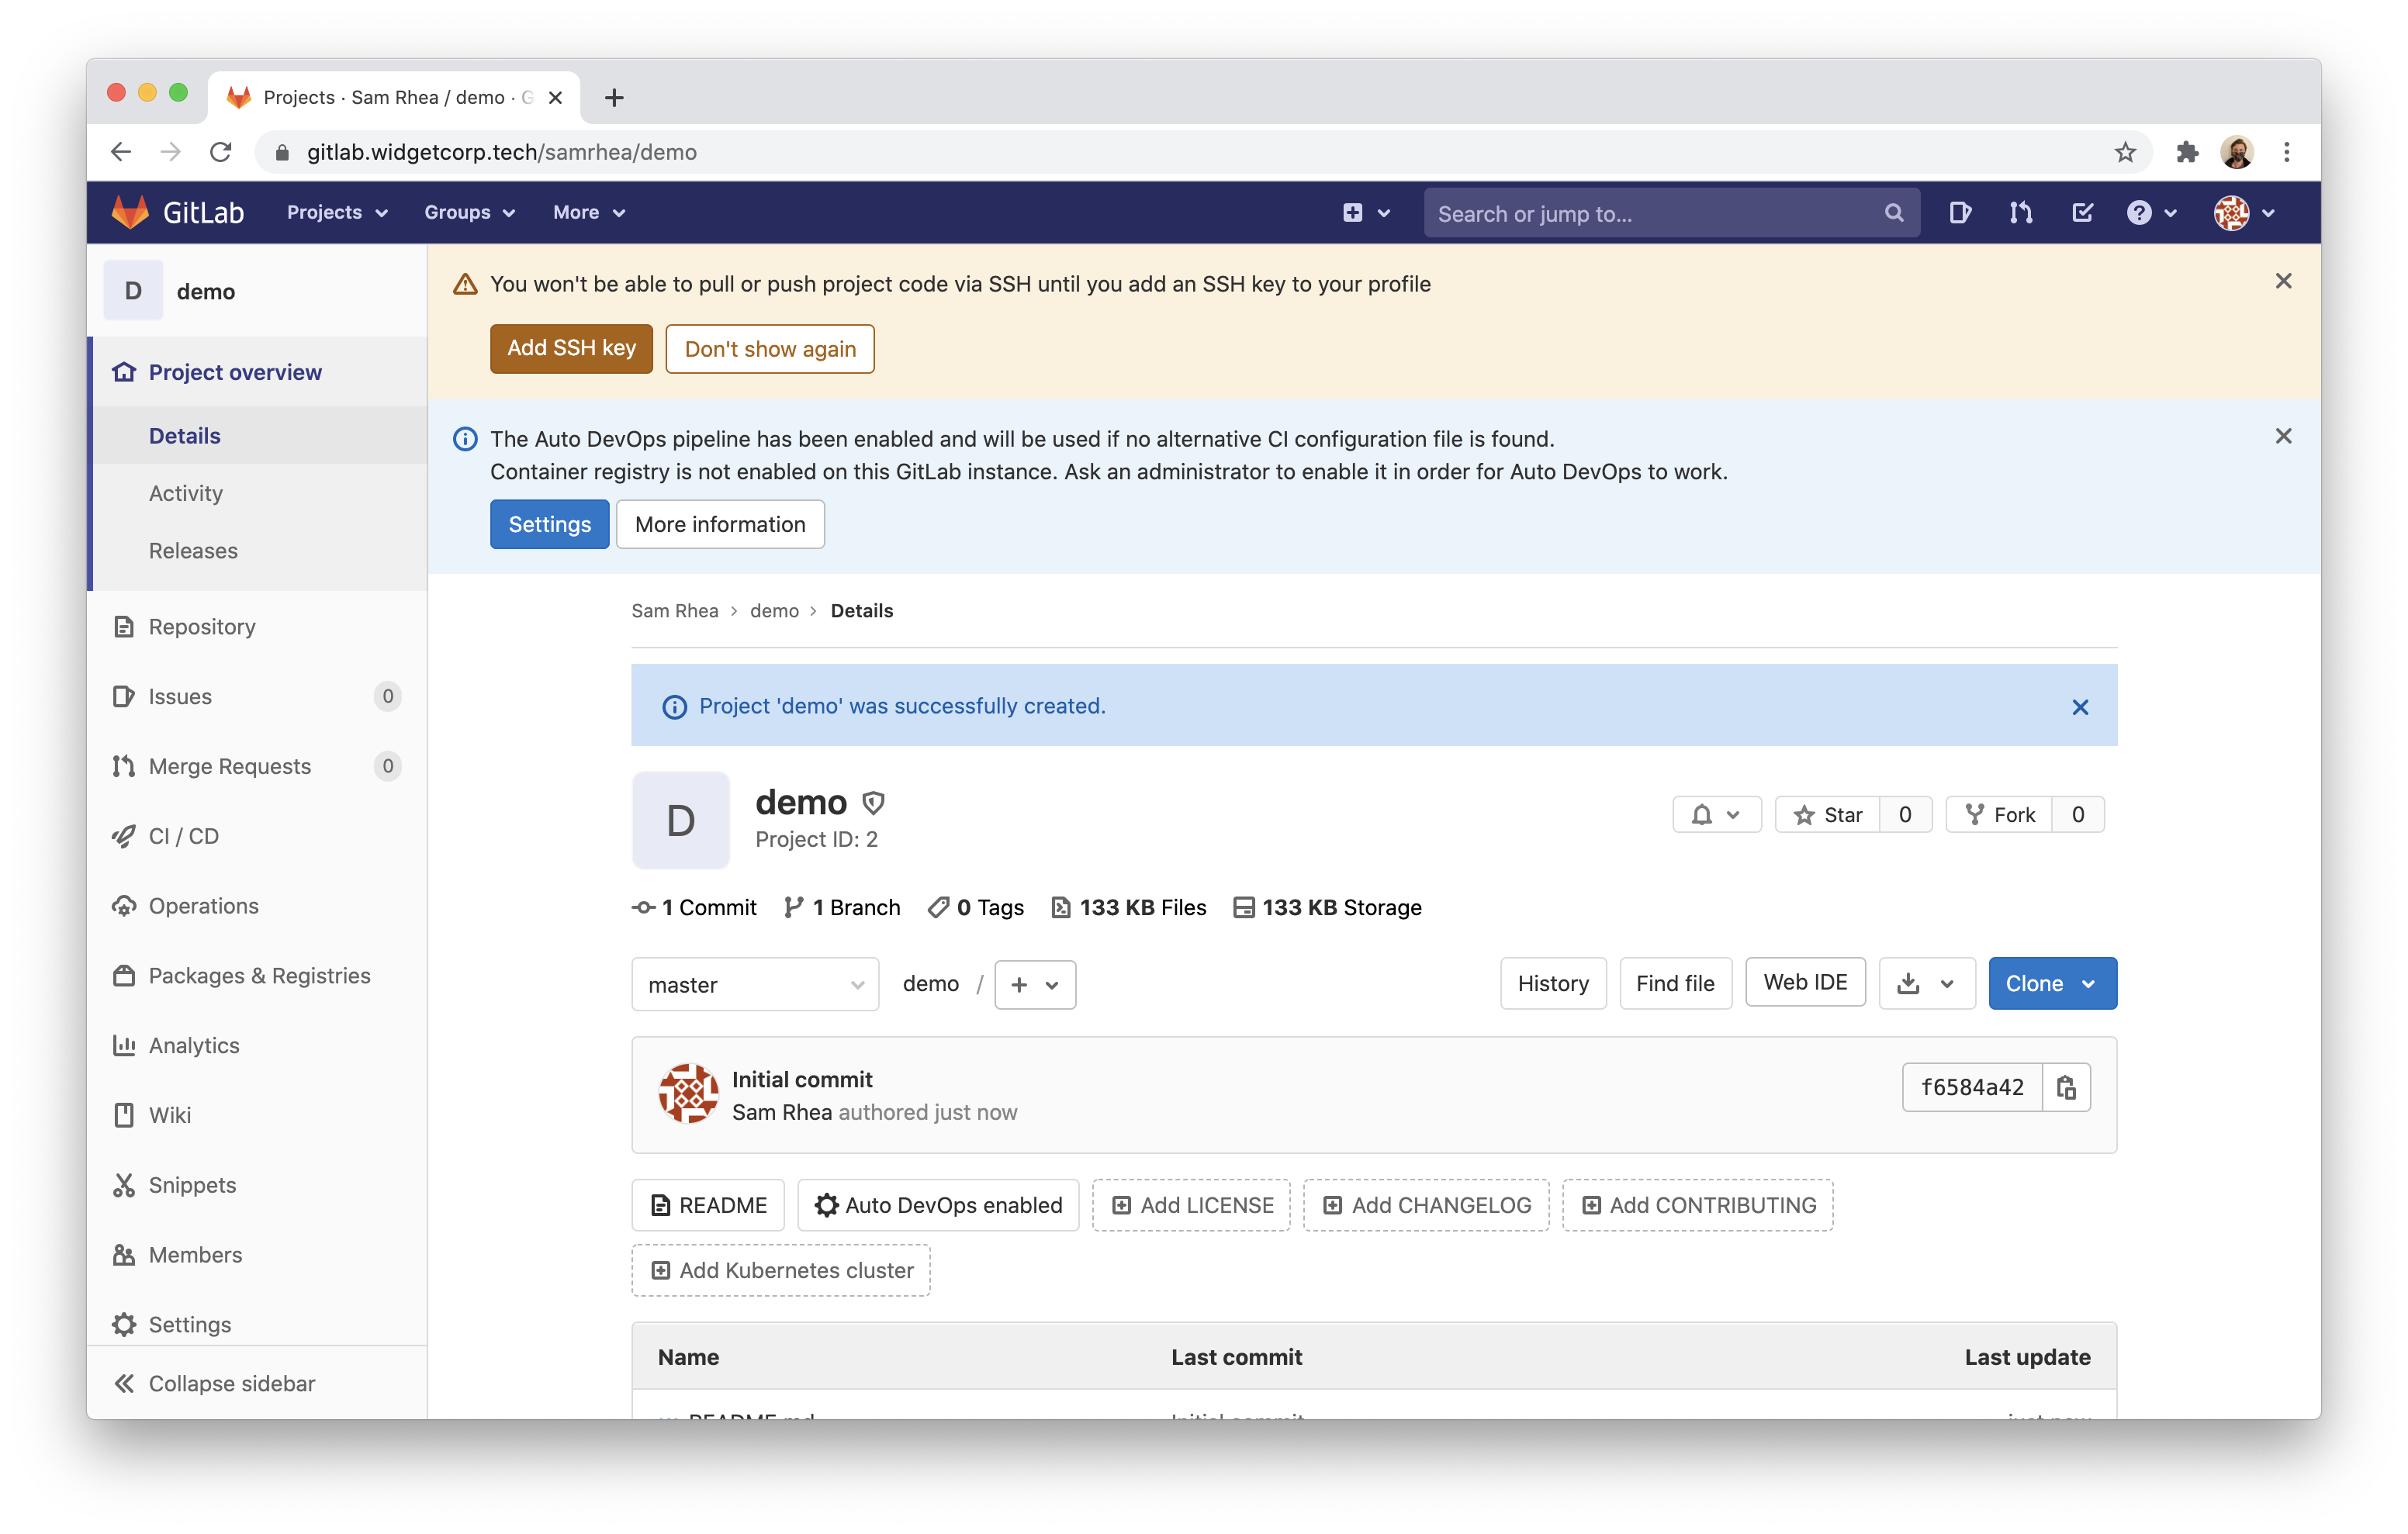 Projects · Sam Rhea / demo · G
gitlab.widgetcorp.tech/samrhea/demo
GitLab
Projects
Groups
More
Search or jump to...
D
demo
Project overview
Details
Activity
Releases
Repository
Issues 0
Merge Requests 0
CI / CD
Operations
Packages & Registries
Analytics
Wiki
Snippets
Members
Settings
Collapse sidebar
You won't be able to pull or push project code via SSH until you add an SSH key to your profile
Add SSH key Don't show again
The Auto DevOps pipeline has been enabled and will be used if no alternative CI configuration file is found.
Container registry is not enabled on this GitLab instance. Ask an administrator to enable it in order for Auto DevOps to work.
Settings More information
Sam Rhea > demo > Details
Project 'demo' was successfully created.
D
demo
Project ID: 2
Star 0 Fork 0
1 Commit 1 Branch 0 Tags 133 KB Files 133 KB Storage
master demo / + History Find file Web IDE Clone
Initial commit
Sam Rhea authored just now
f6584a42
README Auto DevOps enabled Add LICENSE Add CHANGELOG Add CONTRIBUTING
Add Kubernetes cluster
Name Last commit Last update
README.md Initial commit just now